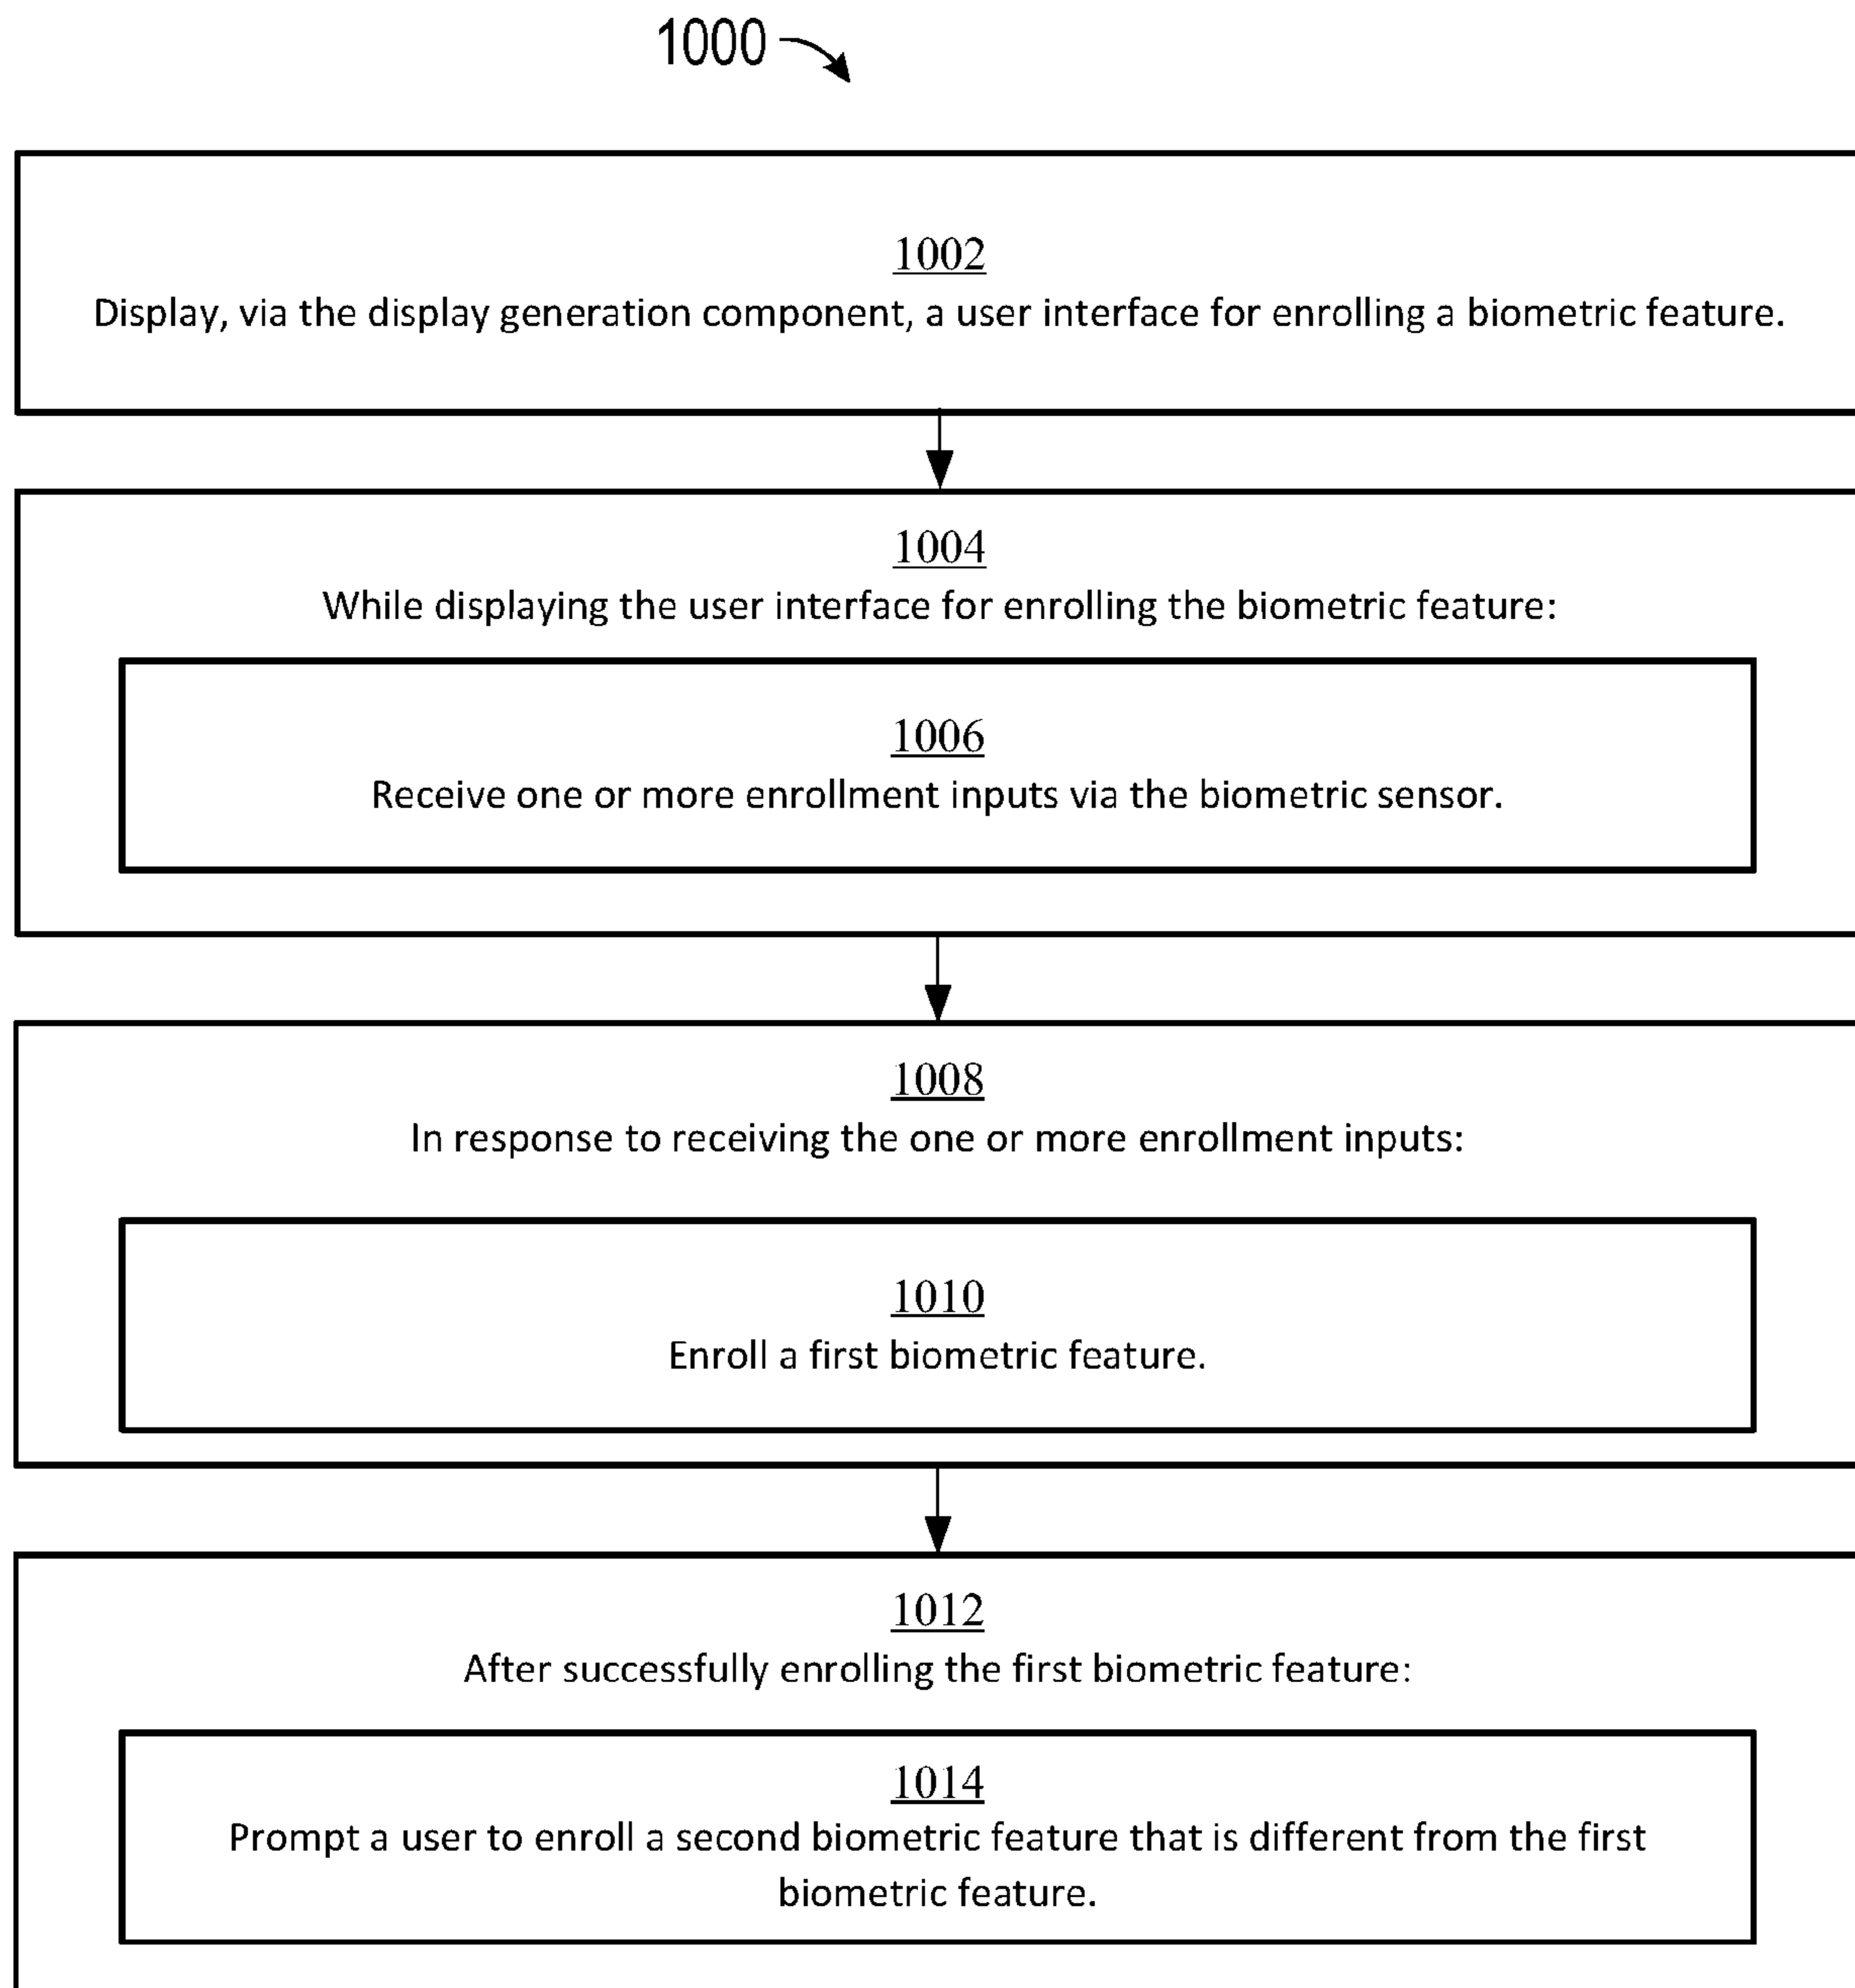 1000
1002
Display, via the display generation component, a user interface for enrolling a biometric feature.
1004
While displaying the user interface for enrolling the biometric feature:
1006
Receive one or more enrollment inputs via the biometric sensor.
1008
In response to receiving the one or more enrollment inputs:
1010
Enroll a first biometric feature.
1012
After successfully enrolling the first biometric feature:
1014
Prompt a user to enroll a second biometric feature that is different from the first
biometric feature.